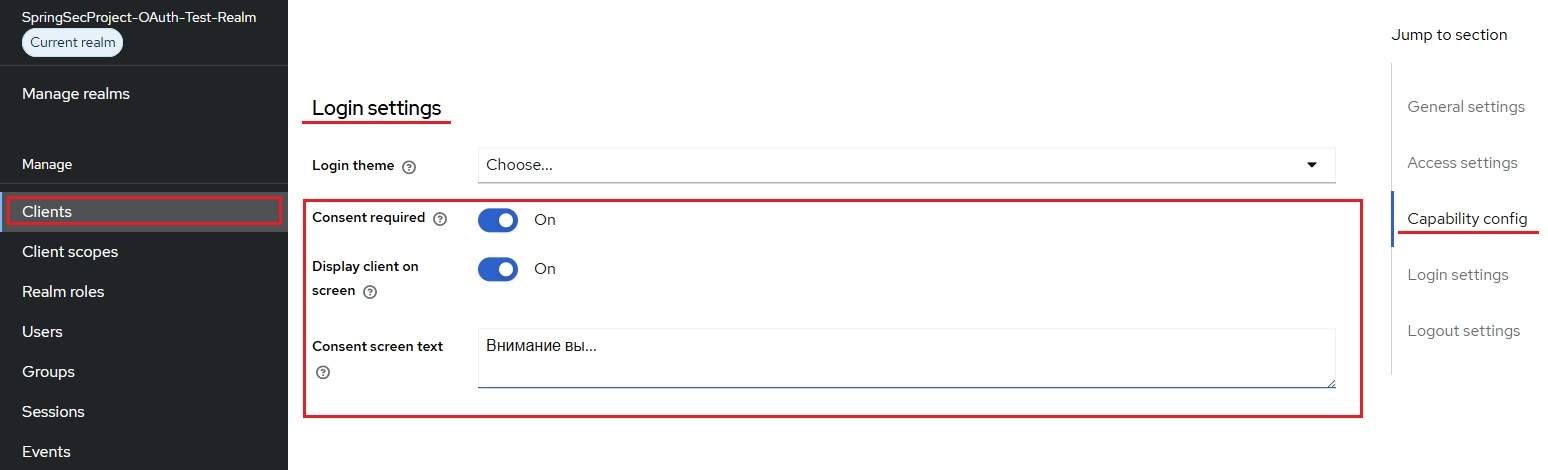 SpringSecProject-OAuth-Test-Realm
Current realm
Manage realms
Manage
Clients
Client scopes
Realm roles
Users
Groups
Sessions
Events
Login settings
Login theme
Choose...
Consent required
On
Display client on
screen
On
Consent screen text
Внимание вы...
Jump to section
General settings
Access settings
Capability config
Login settings
Logout settings